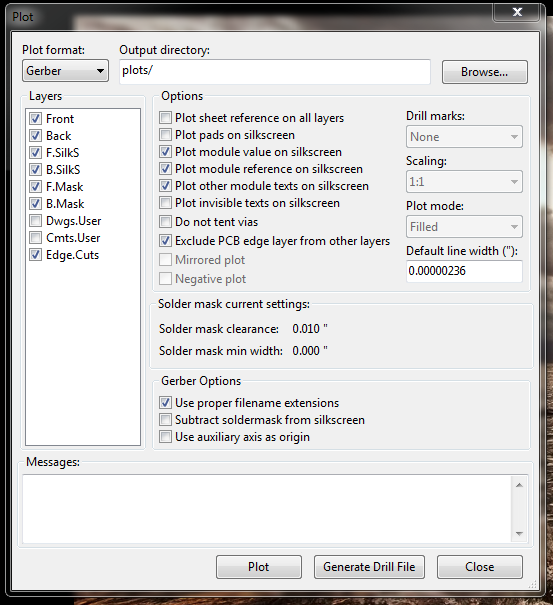 Plot
Plot format:
Output directory:
Gerber
plots/
Browse...
Layers
Front
Back
F.SilkS
B.SilkS
F.Mask
B.Mask
Dwgs.User
Cmts.User
Edge.Cuts
Options
Plot sheet reference on all layers
Plot pads on silkscreen
Plot module value on silkscreen
Plot module reference on silkscreen
Plot other module texts on silkscreen
Plot invisible texts on silkscreen
Do not tent vias
Exclude PCB edge layer from other layers
Mirrored plot
Negative plot
Drill marks:
None
Scaling:
1:1
Plot mode:
Filled
Default line width ("):
0.00000236
Solder mask current settings:
Solder mask clearance: 0.010 "
Solder mask min width: 0.000 "
Gerber Options
Use proper filename extensions
Subtract soldermask from silkscreen
Use auxiliary axis as origin
Messages:
Plot
Generate Drill File
Close